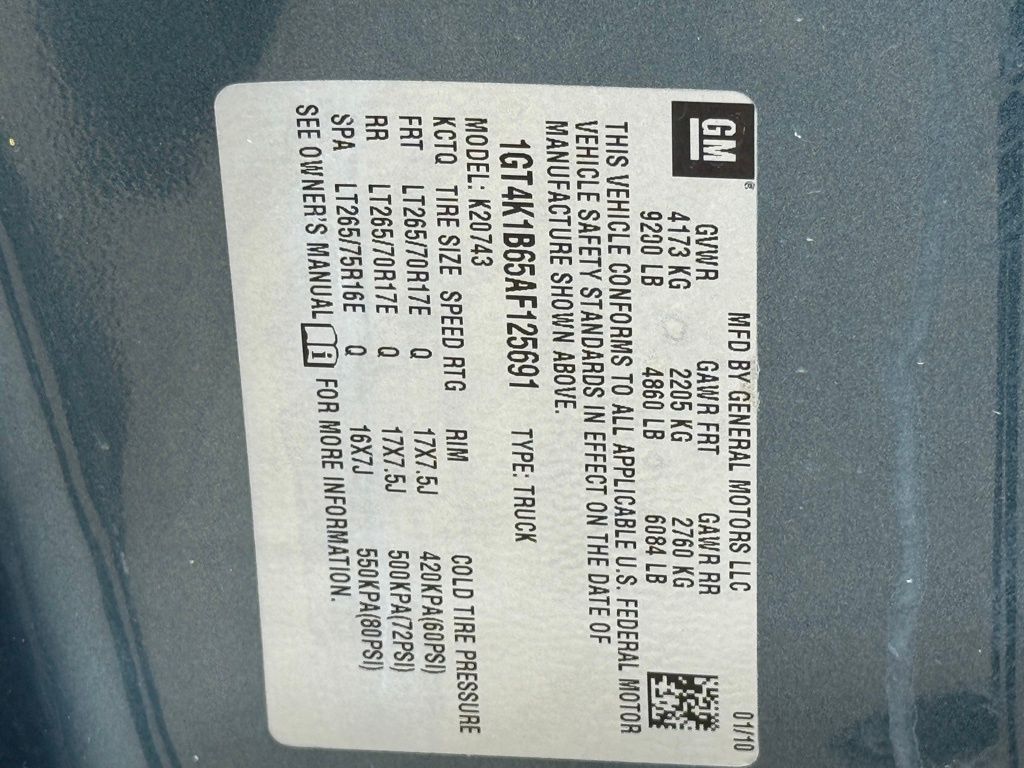 GM®
MFD BY GENERAL MOTORS LLC 01/10
GVWR GAWR FRT GAWR RR
4173 KG 2205 KG 2760 KG
9200 LB 4860 LB 6084 LB
THIS VEHICLE CONFORMS TO ALL APPLICABLE U.S. FEDERAL MOTOR
VEHICLE SAFETY STANDARDS IN EFFECT ON THE DATE OF
MANUFACTURE SHOWN ABOVE.
1GT4K1B65AF125691 TYPE: TRUCK
MODEL: K20743
KCTQ TIRE SIZE SPEED RTG RIM COLD TIRE PRESSURE
FRT LT265/70R17E Q 17X7.5J 420KPA(60PSI)
RR LT265/70R17E Q 17X7.5J 500KPA(72PSI)
SPA LT265/75R16E Q 16X7J 550KPA(80PSI)
SEE OWNER'S MANUAL i FOR MORE INFORMATION.